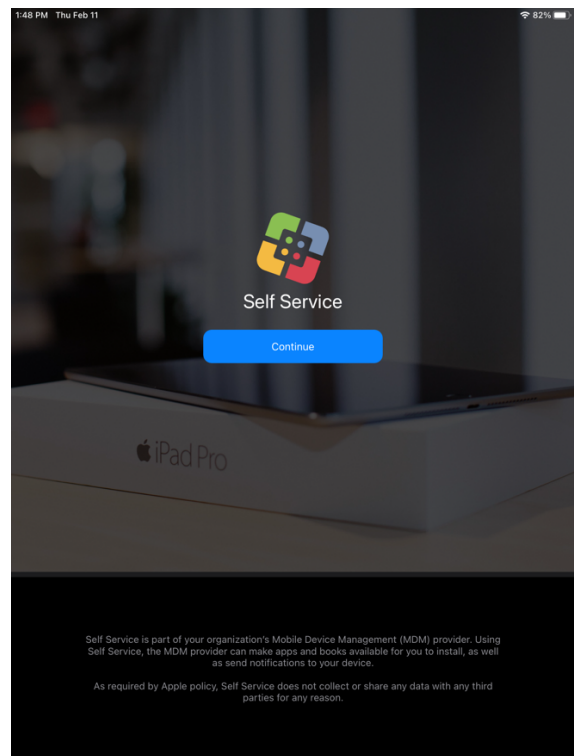 1:48 PM Thu Feb 11
82%
Self Service
Continue
iPad Pro
Self Service is part of your organization's Mobile Device Management (MDM) provider. Using
Self Service, the MDM provider can make apps and books available for you to install, as well
as send notifications to your device.
As required by Apple policy, Self Service does not collect or share any data with any third
parties for any reason.